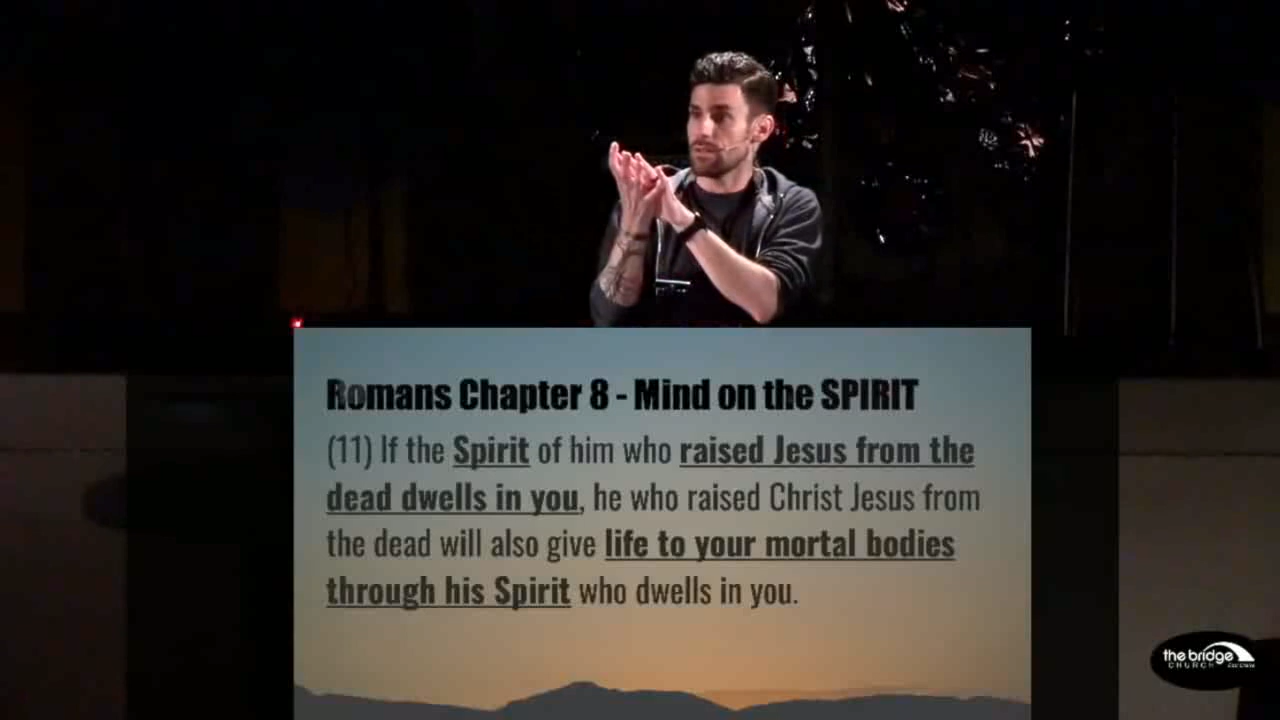 Romans Chapter 8 - Mind on the SPIRIT
(11) If the Spirit of him who raised Jesus from the
dead dwells in you, he who raised Christ Jesus from
the dead will also give life to your mortal bodies
through his Spirit who dwells in you.
the bridge
CHURCH